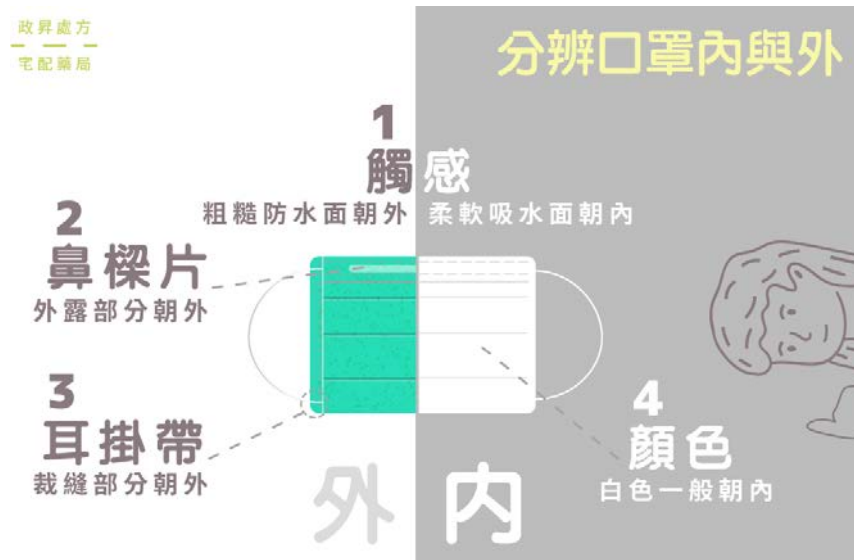 政昇處方
宅配藥局
分辨口罩內與外
1
觸感
粗糙防水面朝外 柔軟吸水面朝內
2
鼻樑片
外露部分朝外
3
耳掛帶
裁縫部分朝外
4
顏色
白色一般朝內
外 內